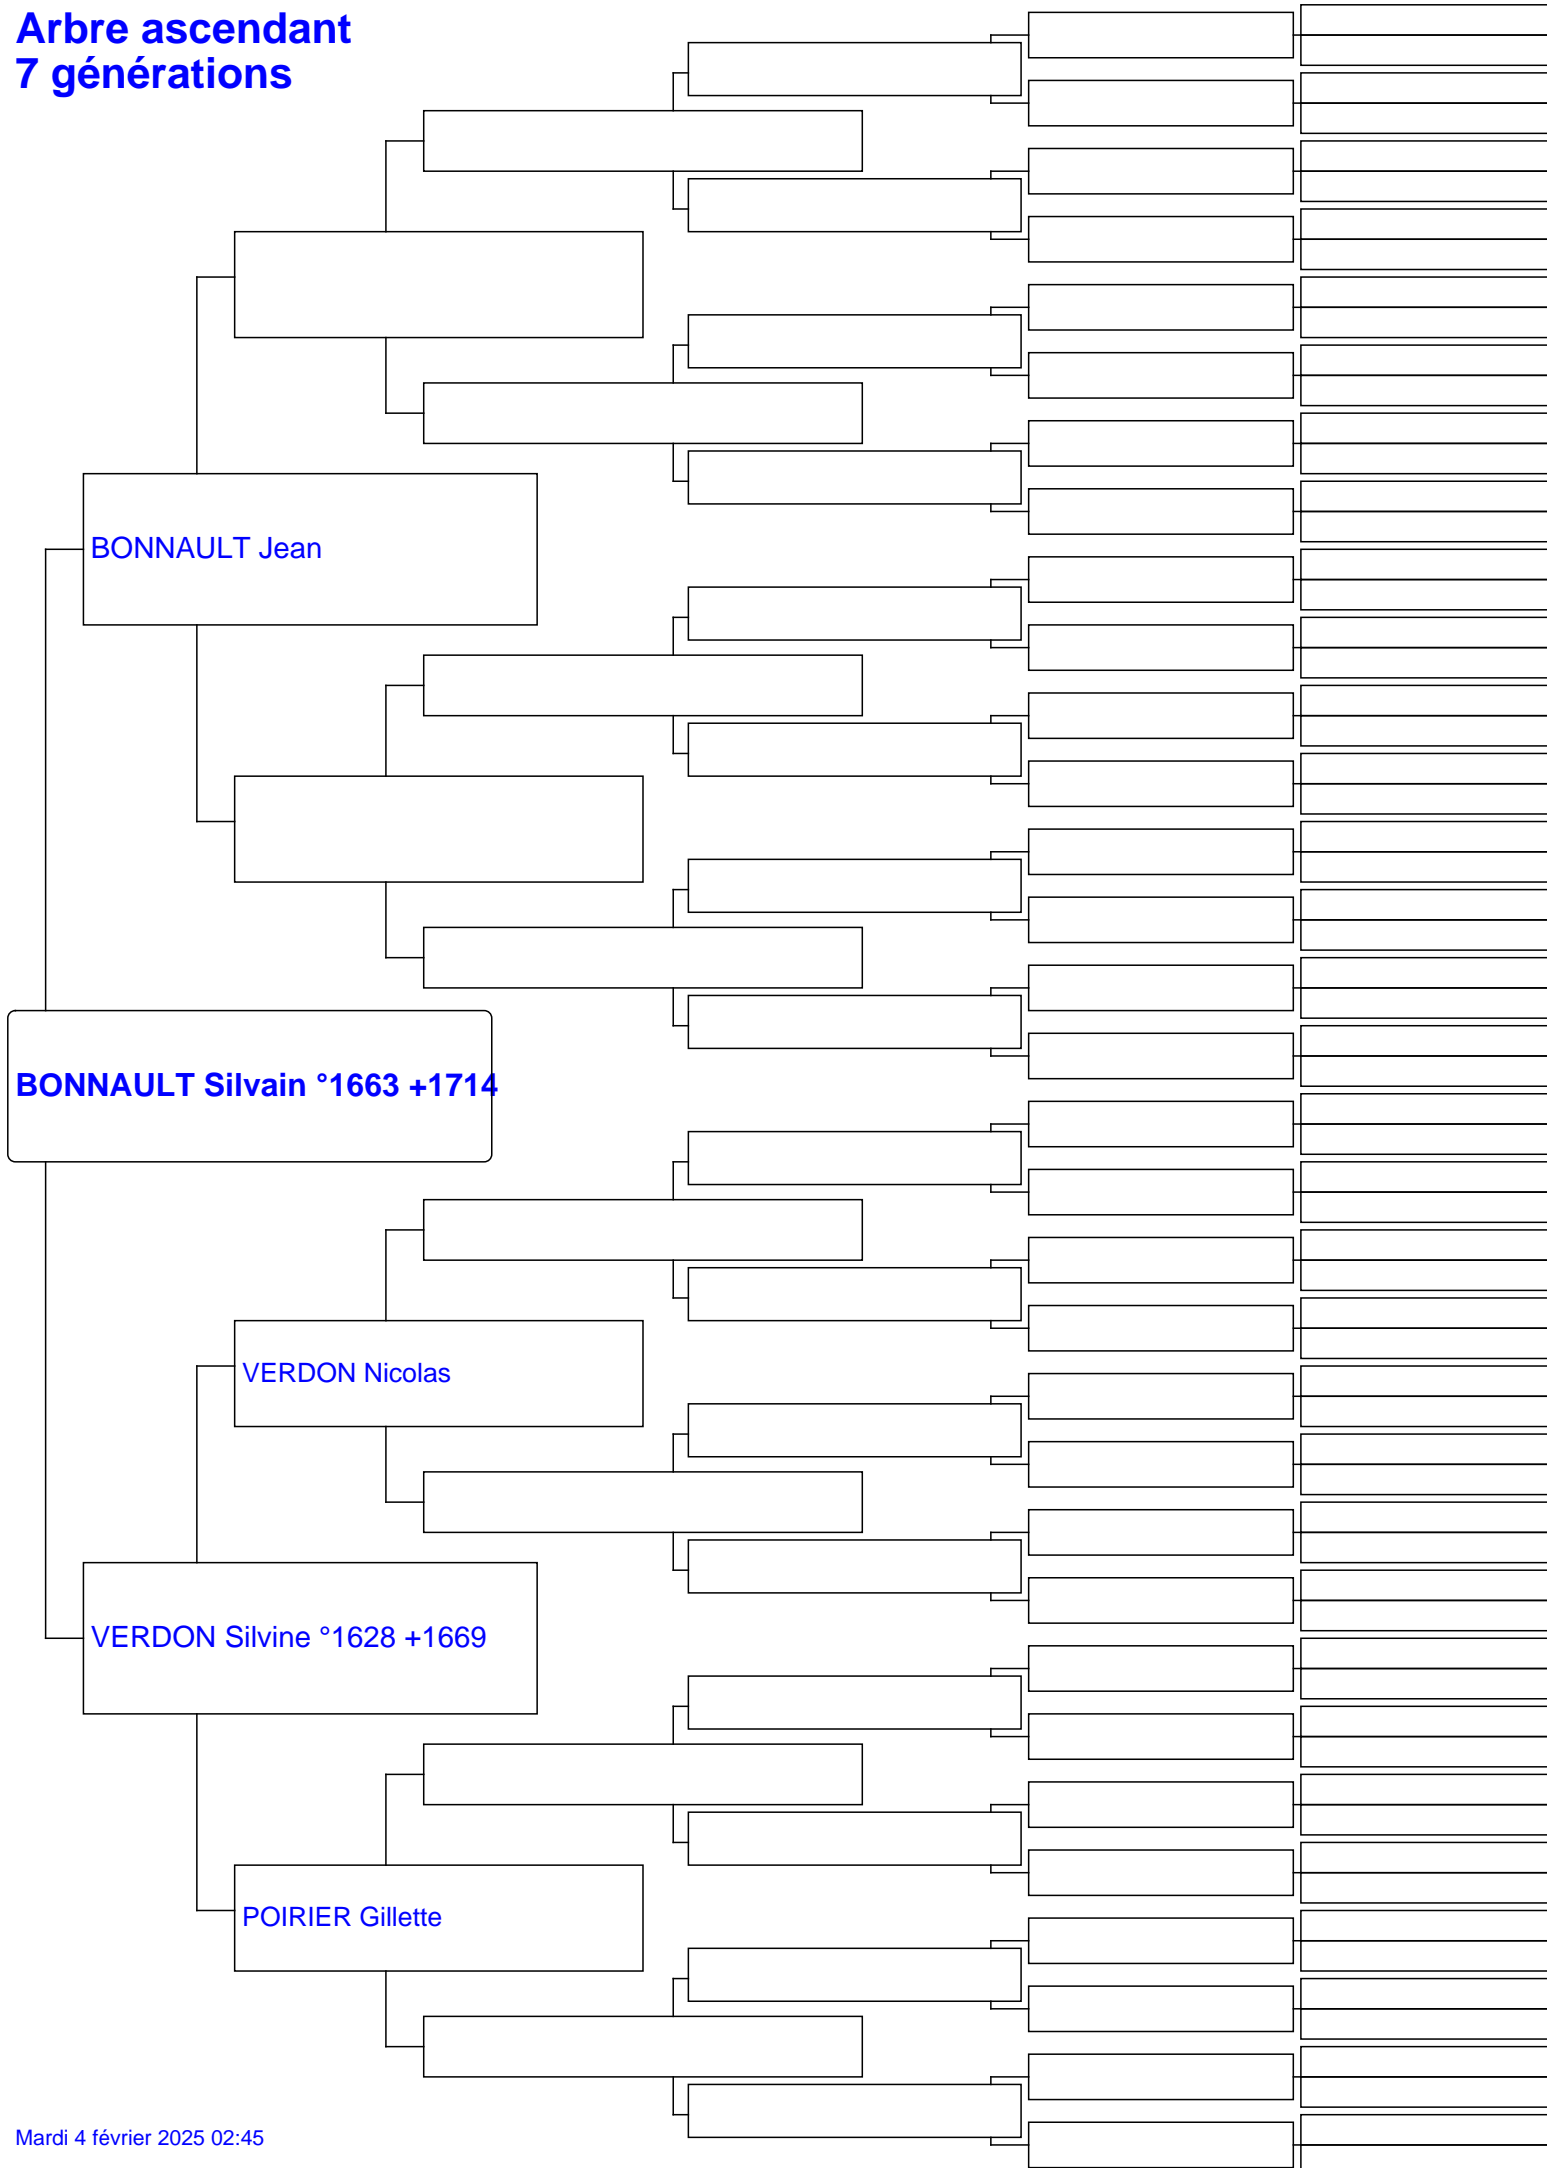 Arbre ascendant
7 générations
BONNAULT Jean
BONNAULT Silvain °1663 +1714
VERDON Nicolas
VERDON Silvine °1628 +1669
POIRIER Gillette
Mardi 4 février 2025 02:45